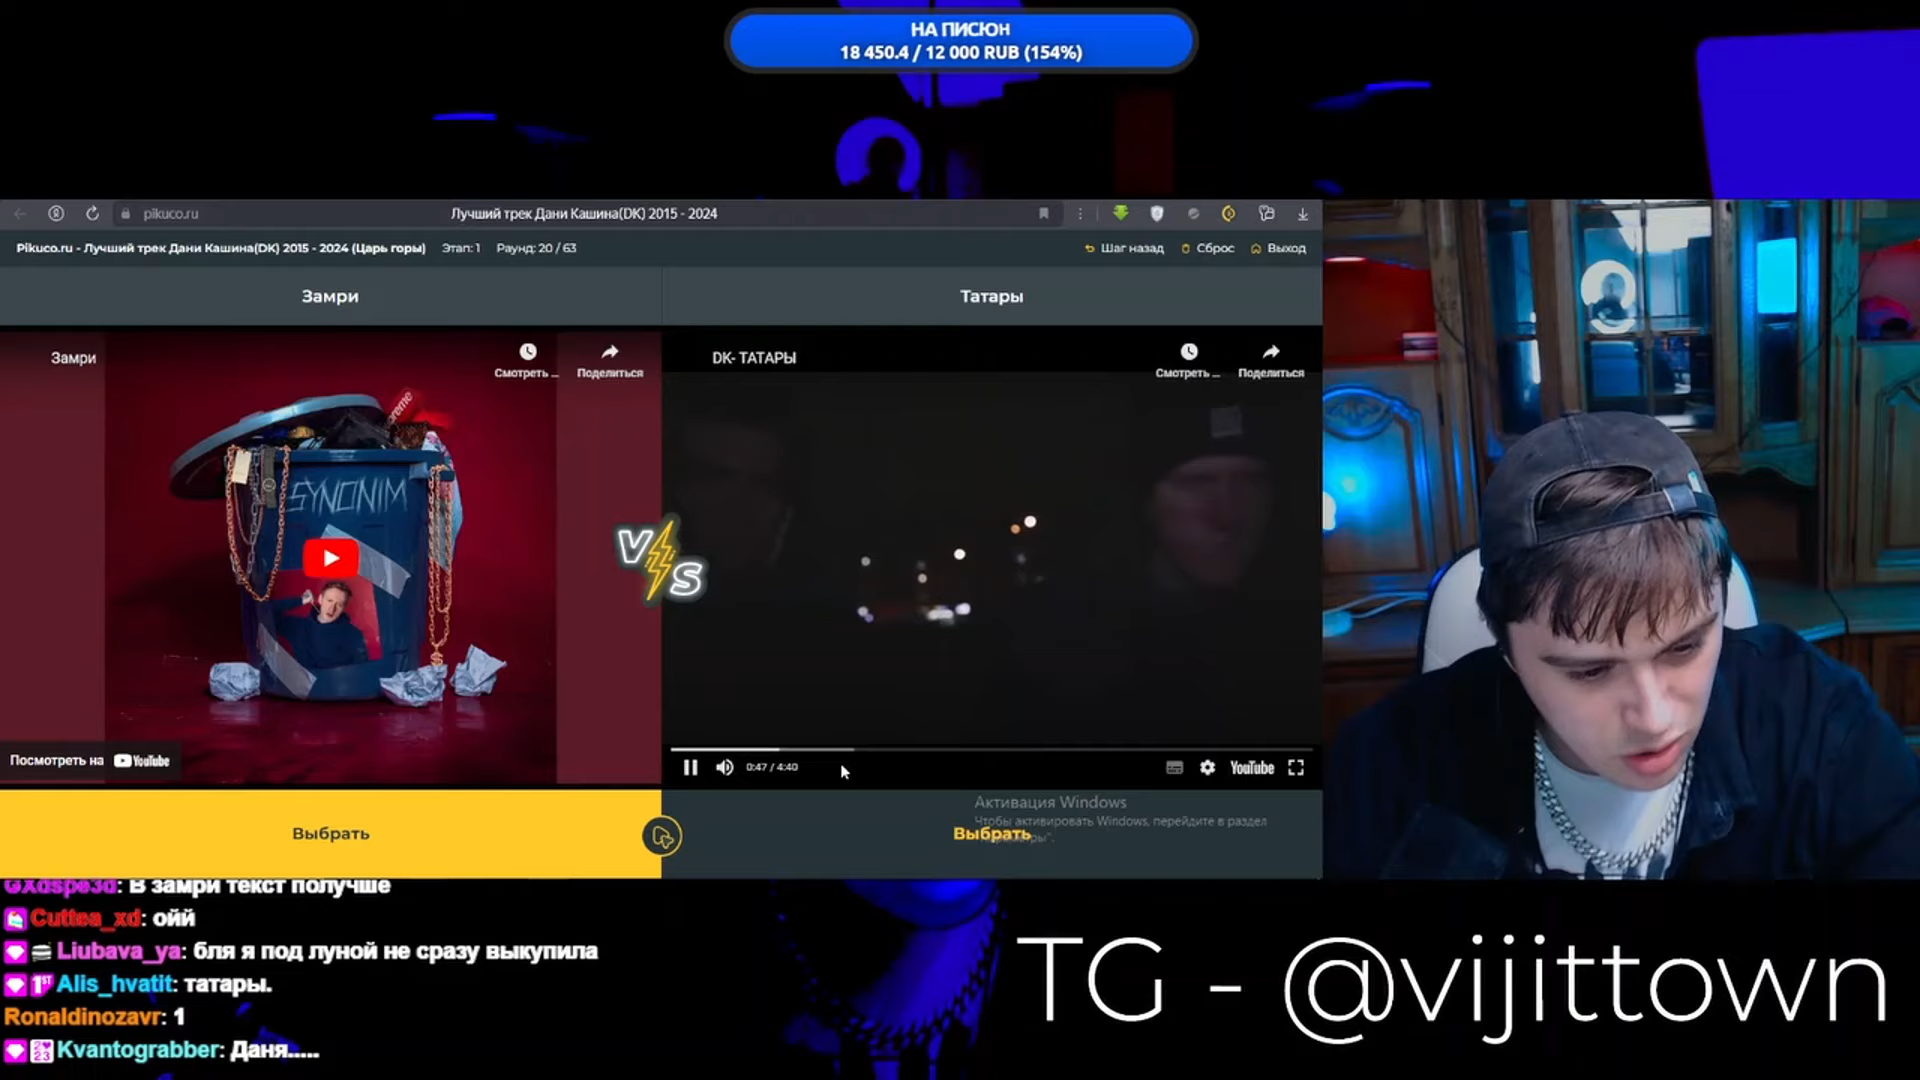 НА ПИСЮН
18 450.4 / 12 000 RUB (154%)
pikuco.ru
Лучший трек Дани Кашина(DK) 2015 - 2024
Pikuco.ru - Лучший трек Дани Кашина(DK) 2015 - 2024 (Царь горы) Этап: 1 Раунд: 20 / 63
Шаг назад Сброс Выход
Замри
Татары
Замри
Смотреть ...
Поделиться
DK- ТАТАРЫ
Смотреть ...
Поделиться
preme
SYNONIM
VS
Посмотреть на YouTube
0:47 / 4:40
YouTube
Выбрать
Выбрать
Активация Windows
Чтобы активировать Windows, перейдите в раздел
GXdspe3d: В замри текст получше
Cuttea_xd: ойй
Liubava_ya: бля я под луной не сразу выкупила
1ST Alis_hvatit: татары.
Ronaldinozavr: 1
Kvantograbber: Даня.....
TG - @vijittown